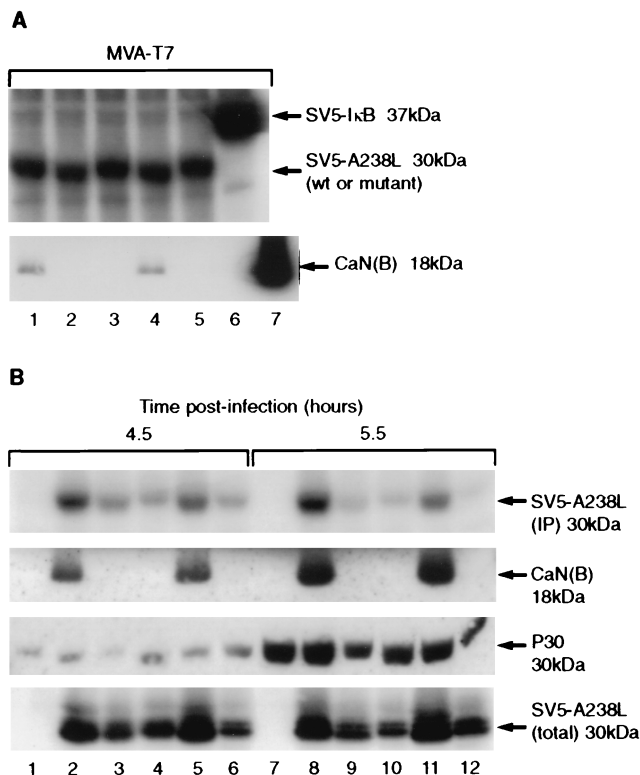 A
MVA-T7
SV5-IκB 37kDa
SV5-A238L 30kDa
(wt or mutant)
CaN(B) 18kDa
1 2 3 4 5 6 7
B
Time post-infection (hours)
4.5 5.5
SV5-A238L
(IP) 30kDa
CaN(B)
18kDa
P30
30kDa
SV5-A238L
(total) 30kDa
1 2 3 4 5 6 7 8 9 10 11 12